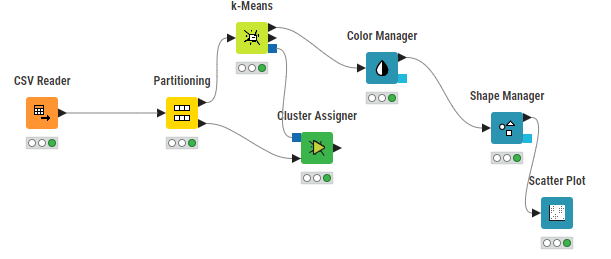 k-Means
Color Manager
CSV Reader
Partitioning
Shape Manager
Cluster Assigner
Scatter Plot